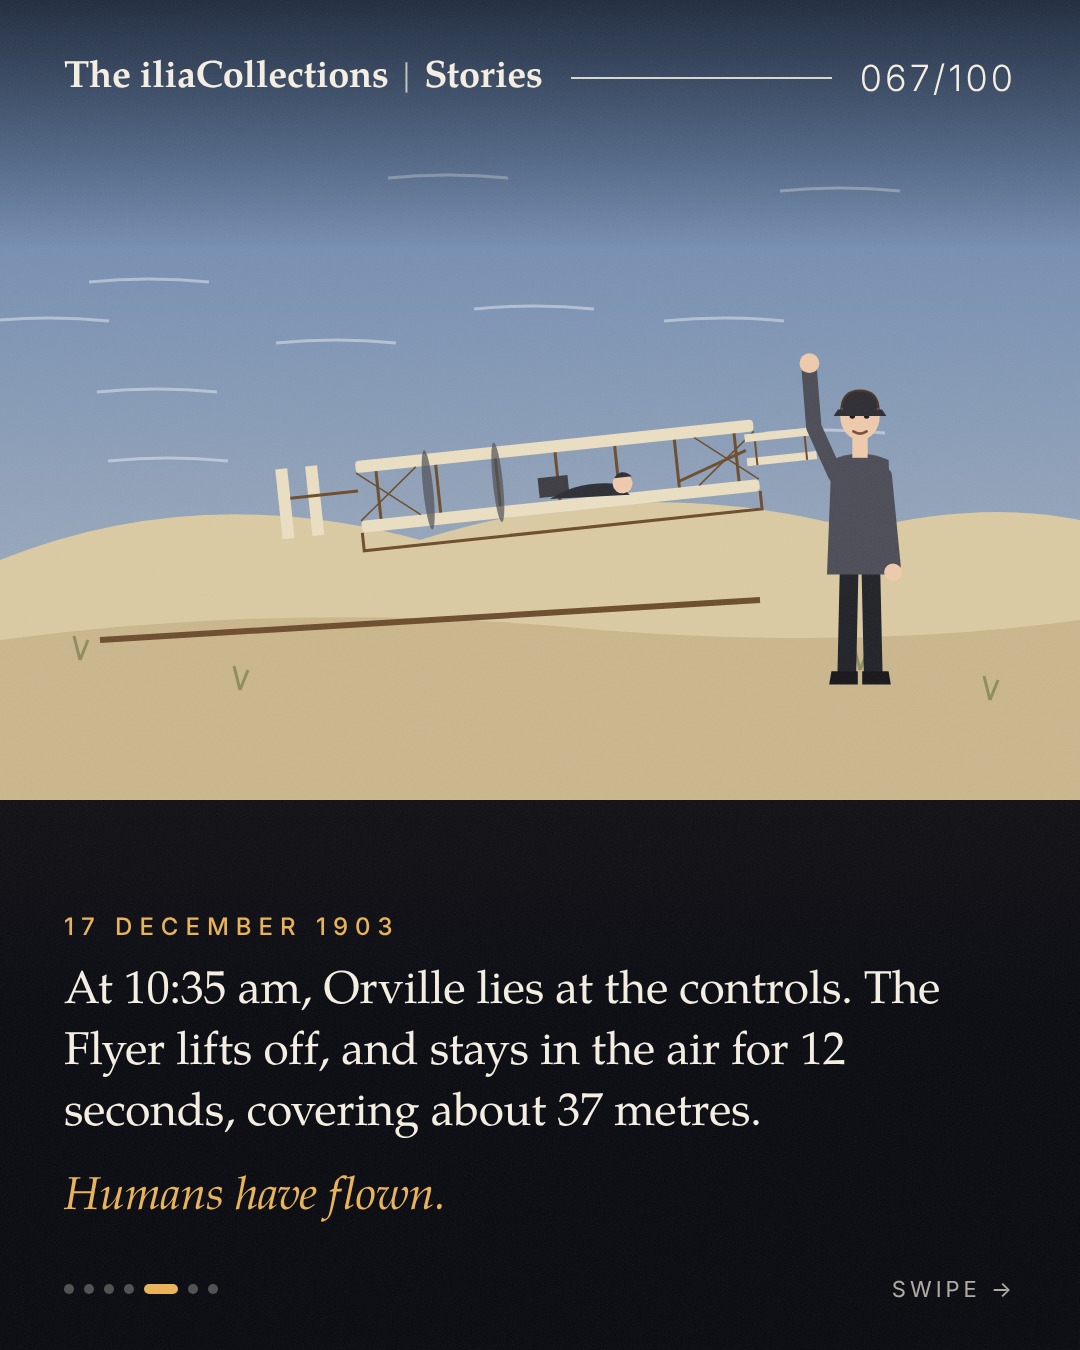 The iliaCollections | Stories
067/100
17 DECEMBER 1903
At 10:35 am, Orville lies at the controls. The
Flyer lifts off, and stays in the air for 12
seconds, covering about 37 metres.
Humans have flown.
SWIPE →